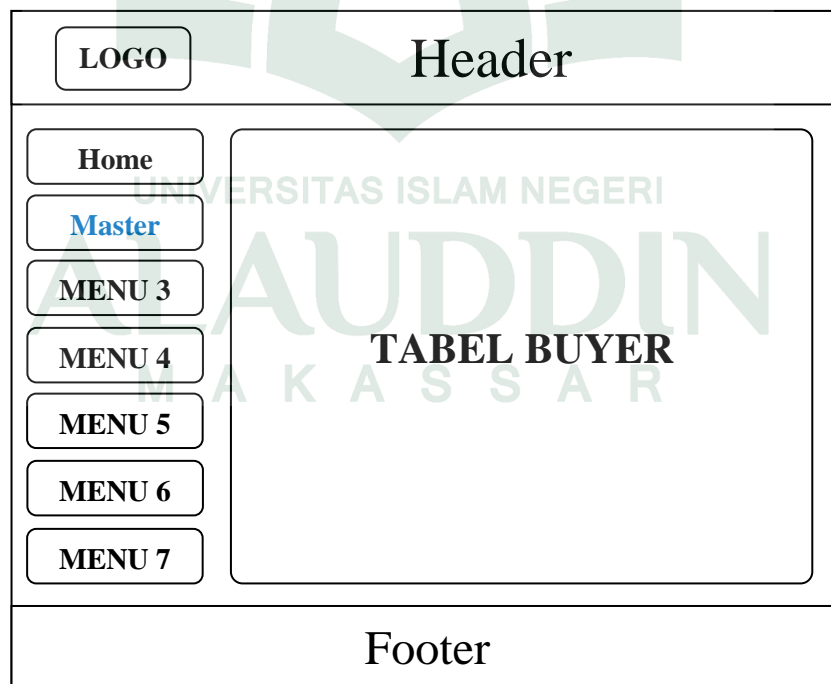 LOGO
Header
Home
Master
MENU 3
MENU 4
MENU 5
MENU 6
MENU 7
TABEL BUYER
UNIVERSITAS ISLAM NEGERI
ALAUDDIN
MAKASSAR
Footer